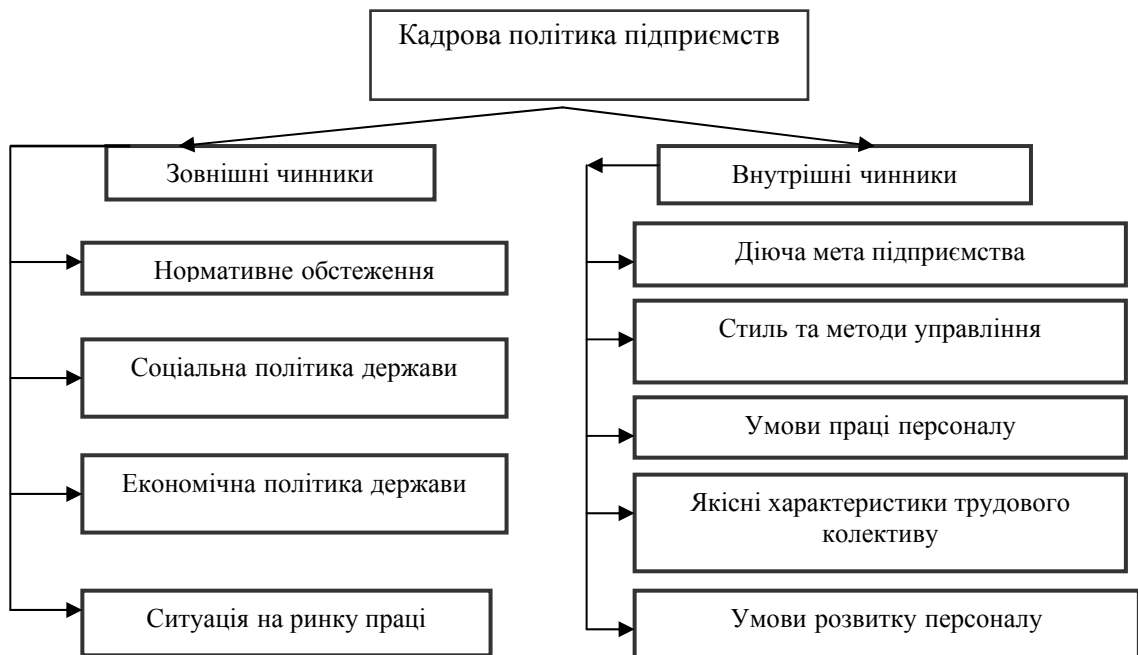 Кадрова політика підприємств
Зовнішні чинники
Нормативне обстеження
Соціальна політика держави
Економічна політика держави
Ситуація на ринку праці
Внутрішні чинники
Діюча мета підприємства
Стиль та методи управління
Умови праці персоналу
Якісні характеристики трудового
колективу
Умови розвитку персоналу